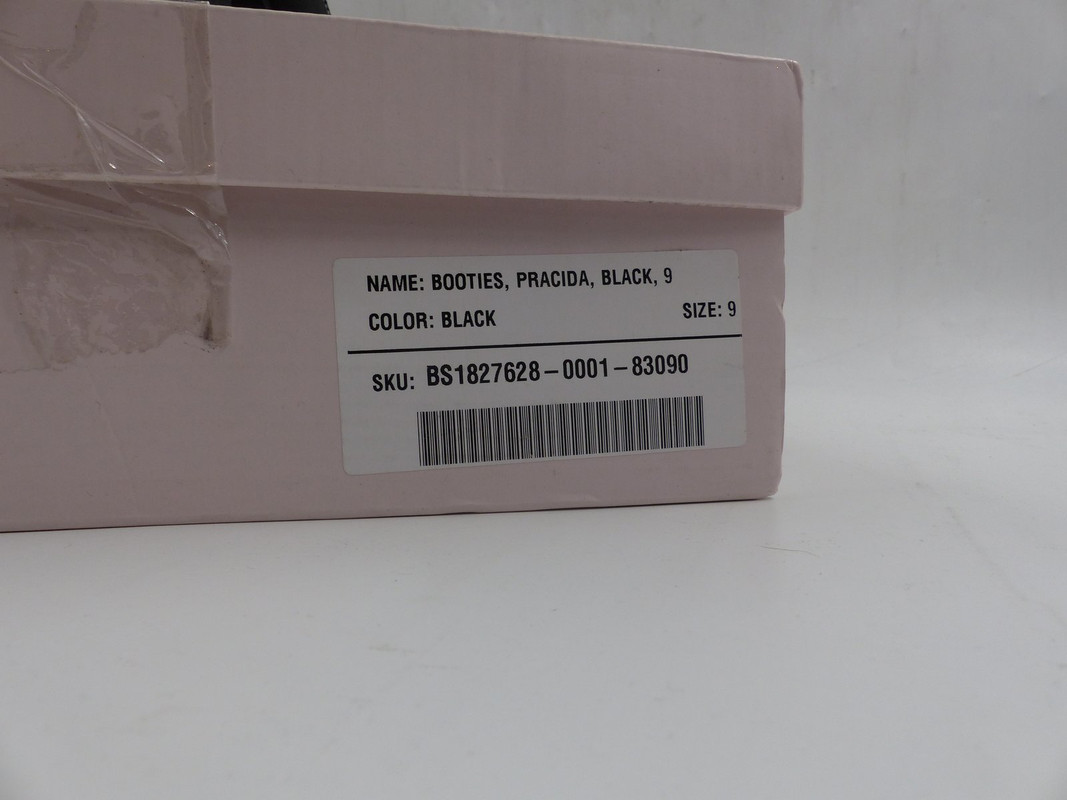 NAME: BOOTIES, PRACIDA, BLACK, 9
COLOR: BLACK SIZE: 9
SKU: BS1827628-0001-83090